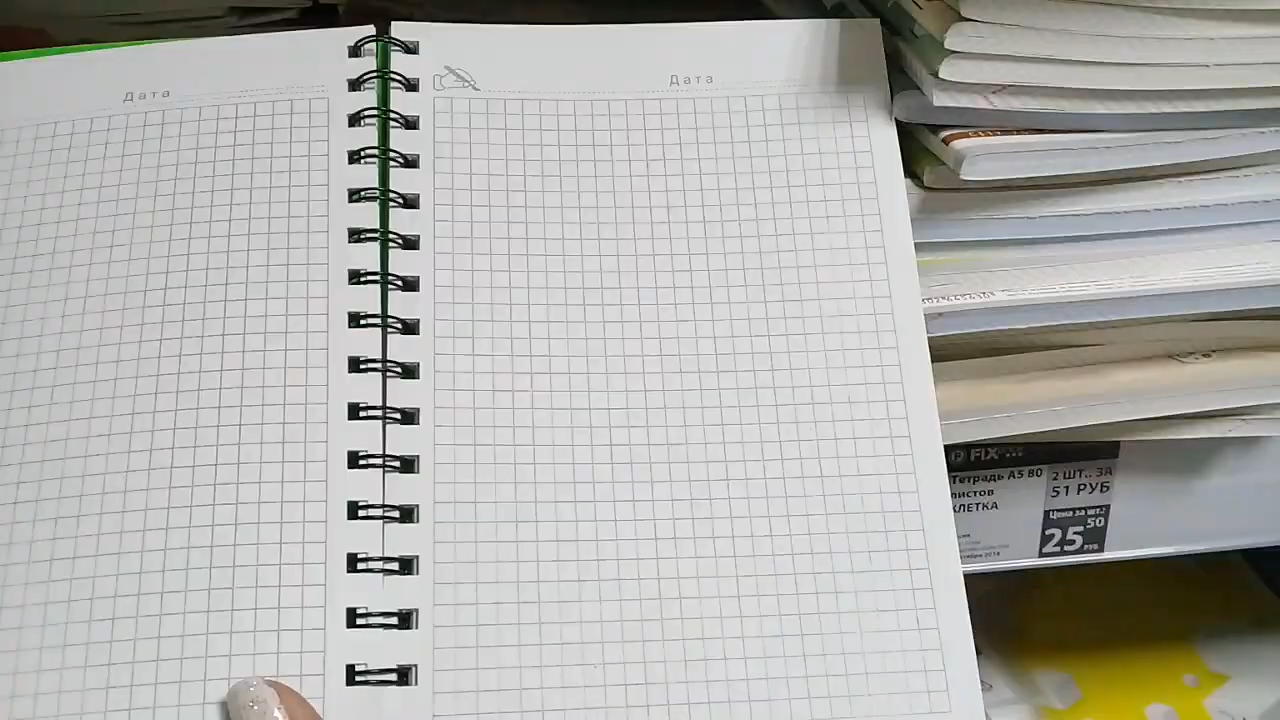 Дата
Дата
FIX
Тетрадь А5 80
листов
КЛЕТКА
2 ШТ.. ЗА
51 РУБ
Цена за шт.:
25 50
РУБ